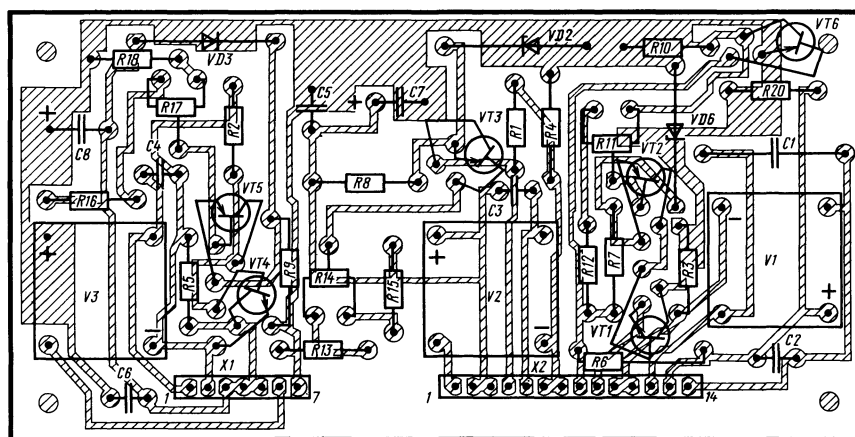 VT6
R18
VD3
VD2
R10
R17
C5
+
C7
R20
+
C8
R2
VT3
R1
R4
VD6
R11
VT2
C1
C4
R8
R16
VT5
C3
+
V3
R5
VT4
R9
R14
R15
+
V2
R12
R7
R3
−
V1
+
−
X1
R13
−
X2
VT1
R6
C2
C6
1
7
1
14